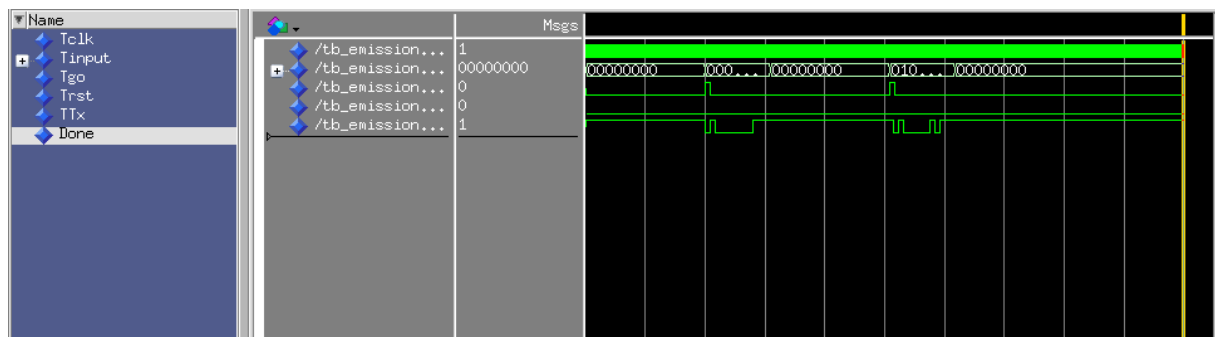 Name
Tclk
Tinput
Tgo
Trst
TTx
Done
Msgs
/tb_emission... 1
/tb_emission... 00000000 00000000 000... 00000000 010... 00000000
/tb_emission... 0
/tb_emission... 0
/tb_emission... 1